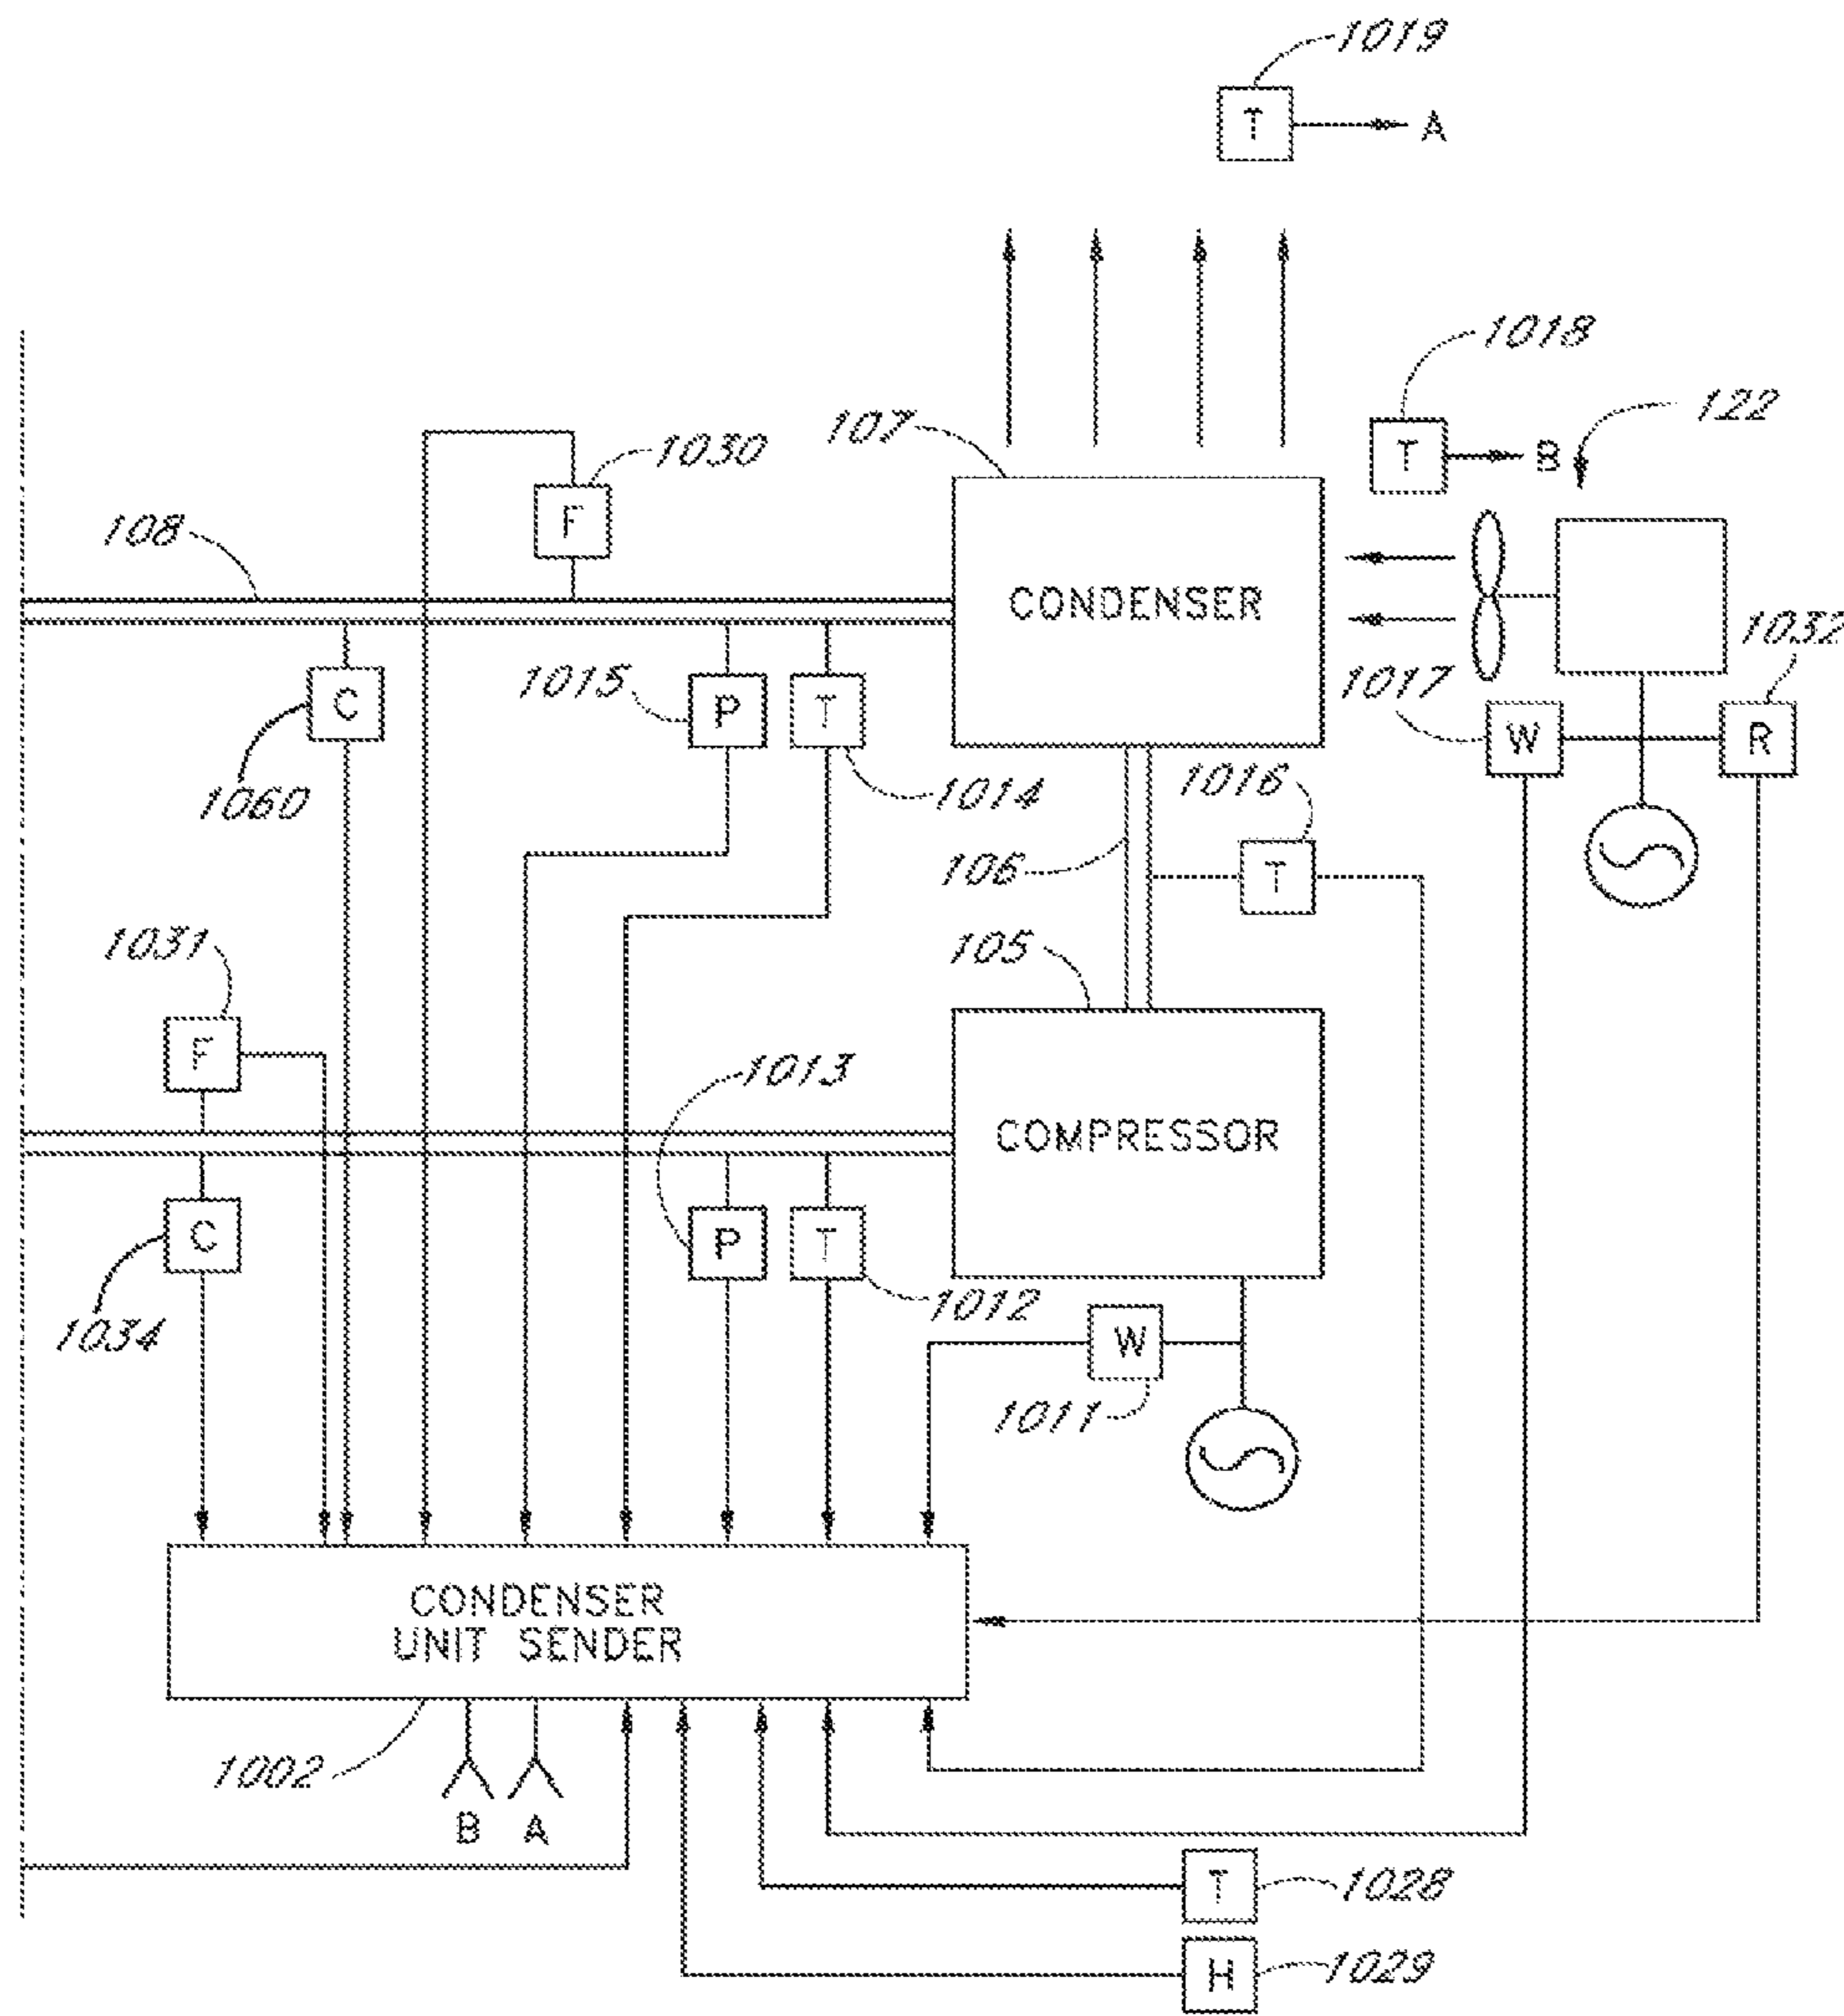 1019
T
A
1018
107
122
T
B
1030
F
108
CONDENSER
1032
1015
1017
C
P
T
W
R
1060
1014
1016
106
T
1031
105
F
1013
COMPRESSOR
C
P
T
1012
1034
W
1011
CONDENSER
UNIT SENDER
1002
B
A
T
1028
H
1029